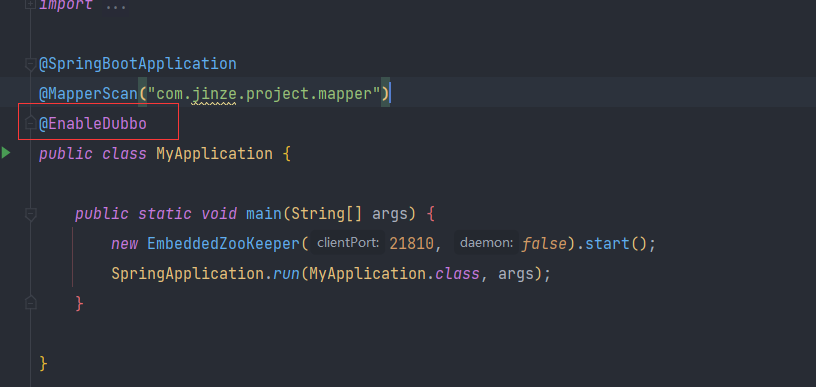 import ...
@SpringBootApplication
@MapperScan("com.jinze.project.mapper")
@EnableDubbo
public class MyApplication {
public static void main(String[] args) {
new EmbeddedZooKeeper( clientPort: 21810, daemon: false).start();
SpringApplication.run(MyApplication.class, args);
}
}